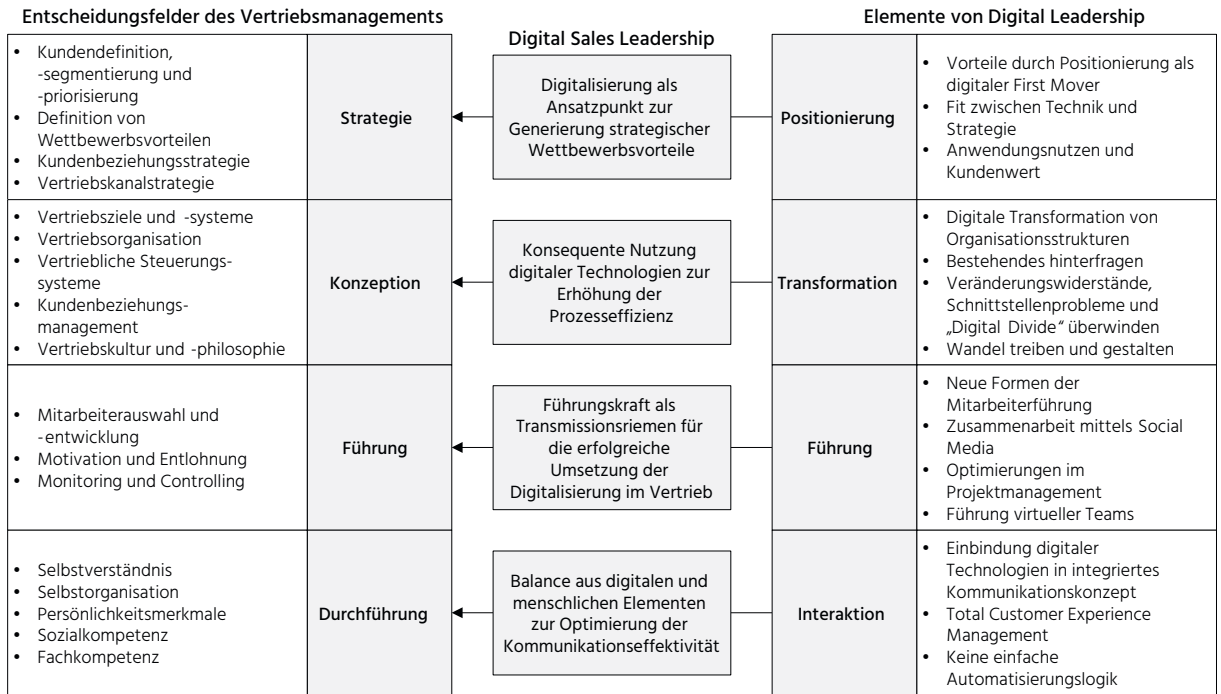 Entscheidungsfelder des Vertriebsmanagements
Digital Sales Leadership
Elemente von Digital Leadership
• Kundendefinition,
-segmentierung und
-priorisierung
• Definition von
Wettbewerbsvorteilen
• Kundenbeziehungsstrategie
• Vertriebskanalstrategie
Strategie
Digitalisierung als
Ansatzpunkt zur
Generierung strategischer
Wettbewerbsvorteile
Positionierung
• Vorteile durch Positionierung als
digitaler First Mover
• Fit zwischen Technik und
Strategie
• Anwendungsnutzen und
Kundenwert
• Vertriebsziele und -systeme
• Vertriebsorganisation
• Vertriebliche Steuerungs-
systeme
• Kundenbeziehungs-
management
• Vertriebskultur und -philosophie
Konzeption
Konsequente Nutzung
digitaler Technologien zur
Erhöhung der
Prozesseffizienz
Transformation
• Digitale Transformation von
Organisationsstrukturen
• Bestehendes hinterfragen
• Veränderungswiderstände,
Schnittstellenprobleme und
„Digital Divide“ überwinden
• Wandel treiben und gestalten
• Mitarbeiterauswahl und
-entwicklung
• Motivation und Entlohnung
• Monitoring und Controlling
Führung
Führungskraft als
Transmissionsriemen für
die erfolgreiche
Umsetzung der
Digitalisierung im Vertrieb
Führung
• Neue Formen der
Mitarbeiterführung
• Zusammenarbeit mittels Social
Media
• Optimierungen im
Projektmanagement
• Führung virtueller Teams
• Selbstverständnis
• Selbstorganisation
• Persönlichkeitsmerkmale
• Sozialkompetenz
• Fachkompetenz
Durchführung
Balance aus digitalen und
menschlichen Elementen
zur Optimierung der
Kommunikationseffektivität
Interaktion
• Einbindung digitaler
Technologien in integriertes
Kommunikationskonzept
• Total Customer Experience
Management
• Keine einfache
Automatisierungslogik